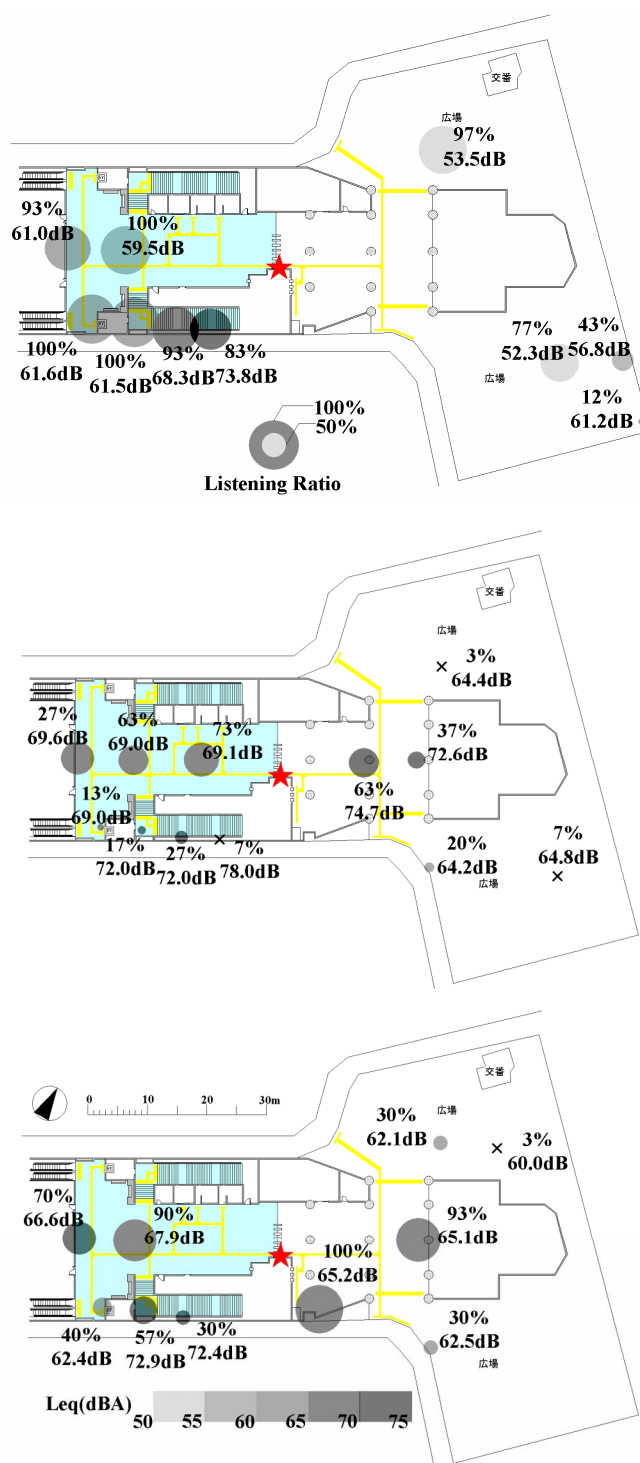 交番
広場
97%
53.5dB
93%
61.0dB
100%
59.5dB
EV
77%
52.3dB
43%
56.8dB
12%
61.2dB
広場
100%
61.6dB
100%
61.5dB
93%
68.3dB
83%
73.8dB
100%
50%
Listening Ratio
交番
広場
3%
64.4dB
27%
69.6dB
63%
69.0dB
73%
69.1dB
37%
72.6dB
63%
74.7dB
13%
69.0dB
17%
72.0dB
27%
72.0dB
7%
78.0dB
20%
64.2dB
7%
64.8dB
広場
交番
0 10 20 30m
広場
30%
62.1dB
3%
60.0dB
70%
66.6dB
90%
67.9dB
93%
65.1dB
100%
65.2dB
40%
62.4dB
57%
72.9dB
30%
72.4dB
30%
62.5dB
広場
Leq(dBA)
50 55 60 65 70 75